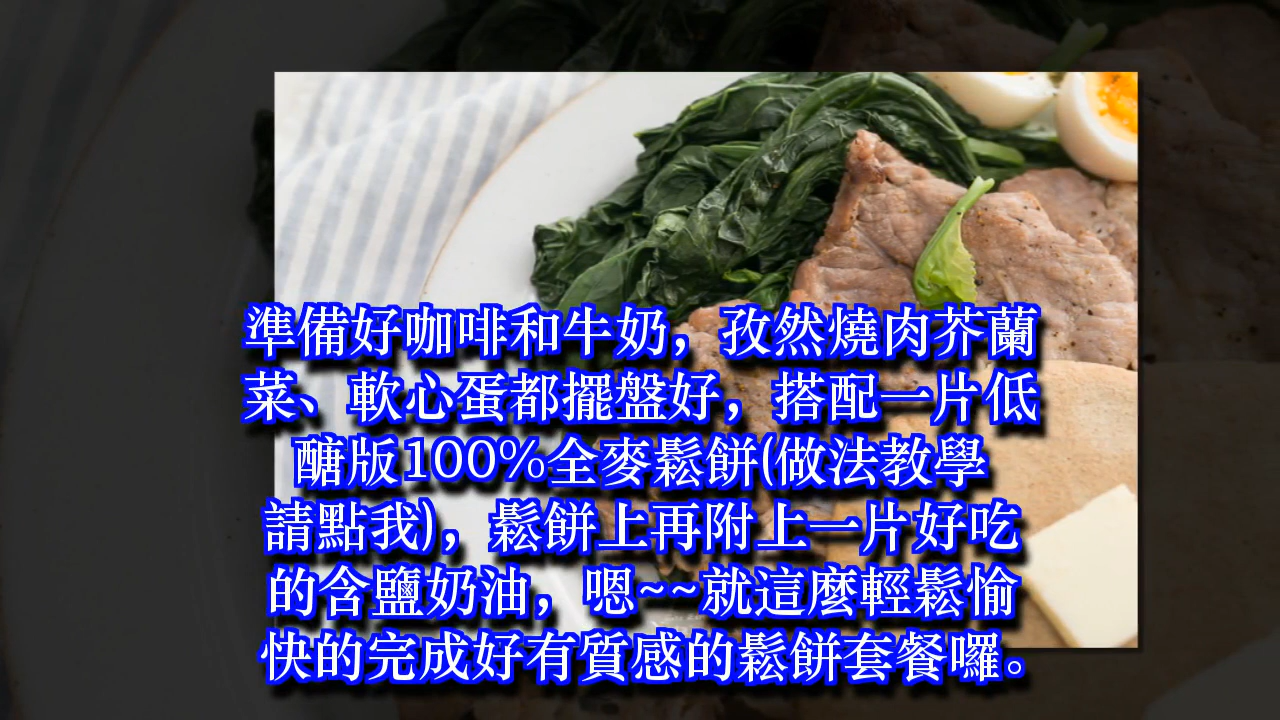 準備好咖啡和牛奶，孜然燒肉芥蘭
菜、軟心蛋都擺盤好，搭配一片低
醣版100%全麥鬆餅(做法教學
請點我)，鬆餅上再附上一片好吃
的含鹽奶油，嗯~~就這麼輕鬆愉
快的完成好有質感的鬆餅套餐囉。